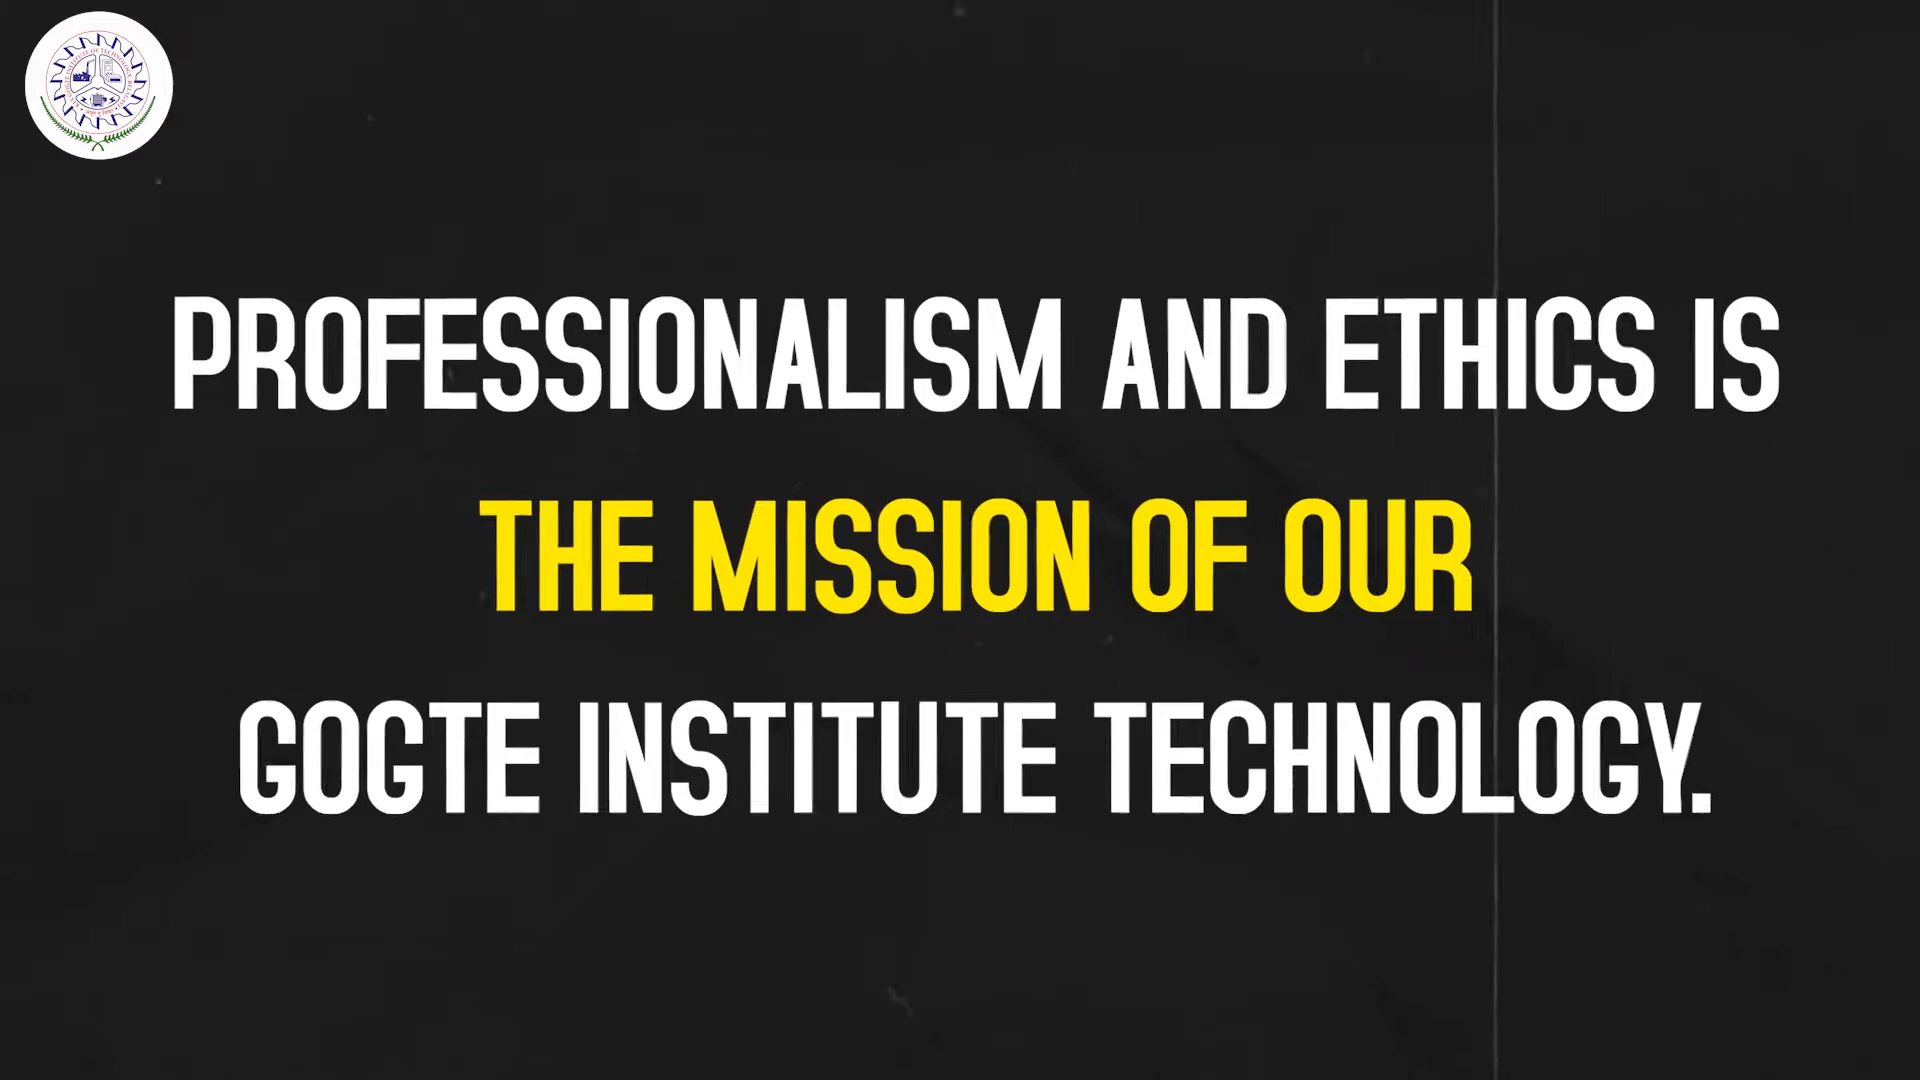 PROFESSIONALISM AND ETHICS IS
THE MISSION OF OUR
GOGTE INSTITUTE TECHNOLOGY.